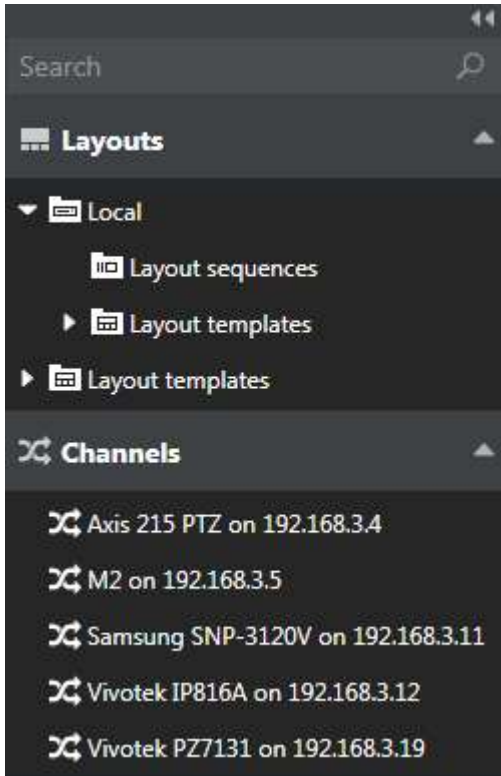 Search
Layouts
Local
Layout sequences
Layout templates
Layout templates
Channels
Axis 215 PTZ on 192.168.3.4
M2 on 192.168.3.5
Samsung SNP-3120V on 192.168.3.11
Vivotek IP816A on 192.168.3.12
Vivotek PZ7131 on 192.168.3.19